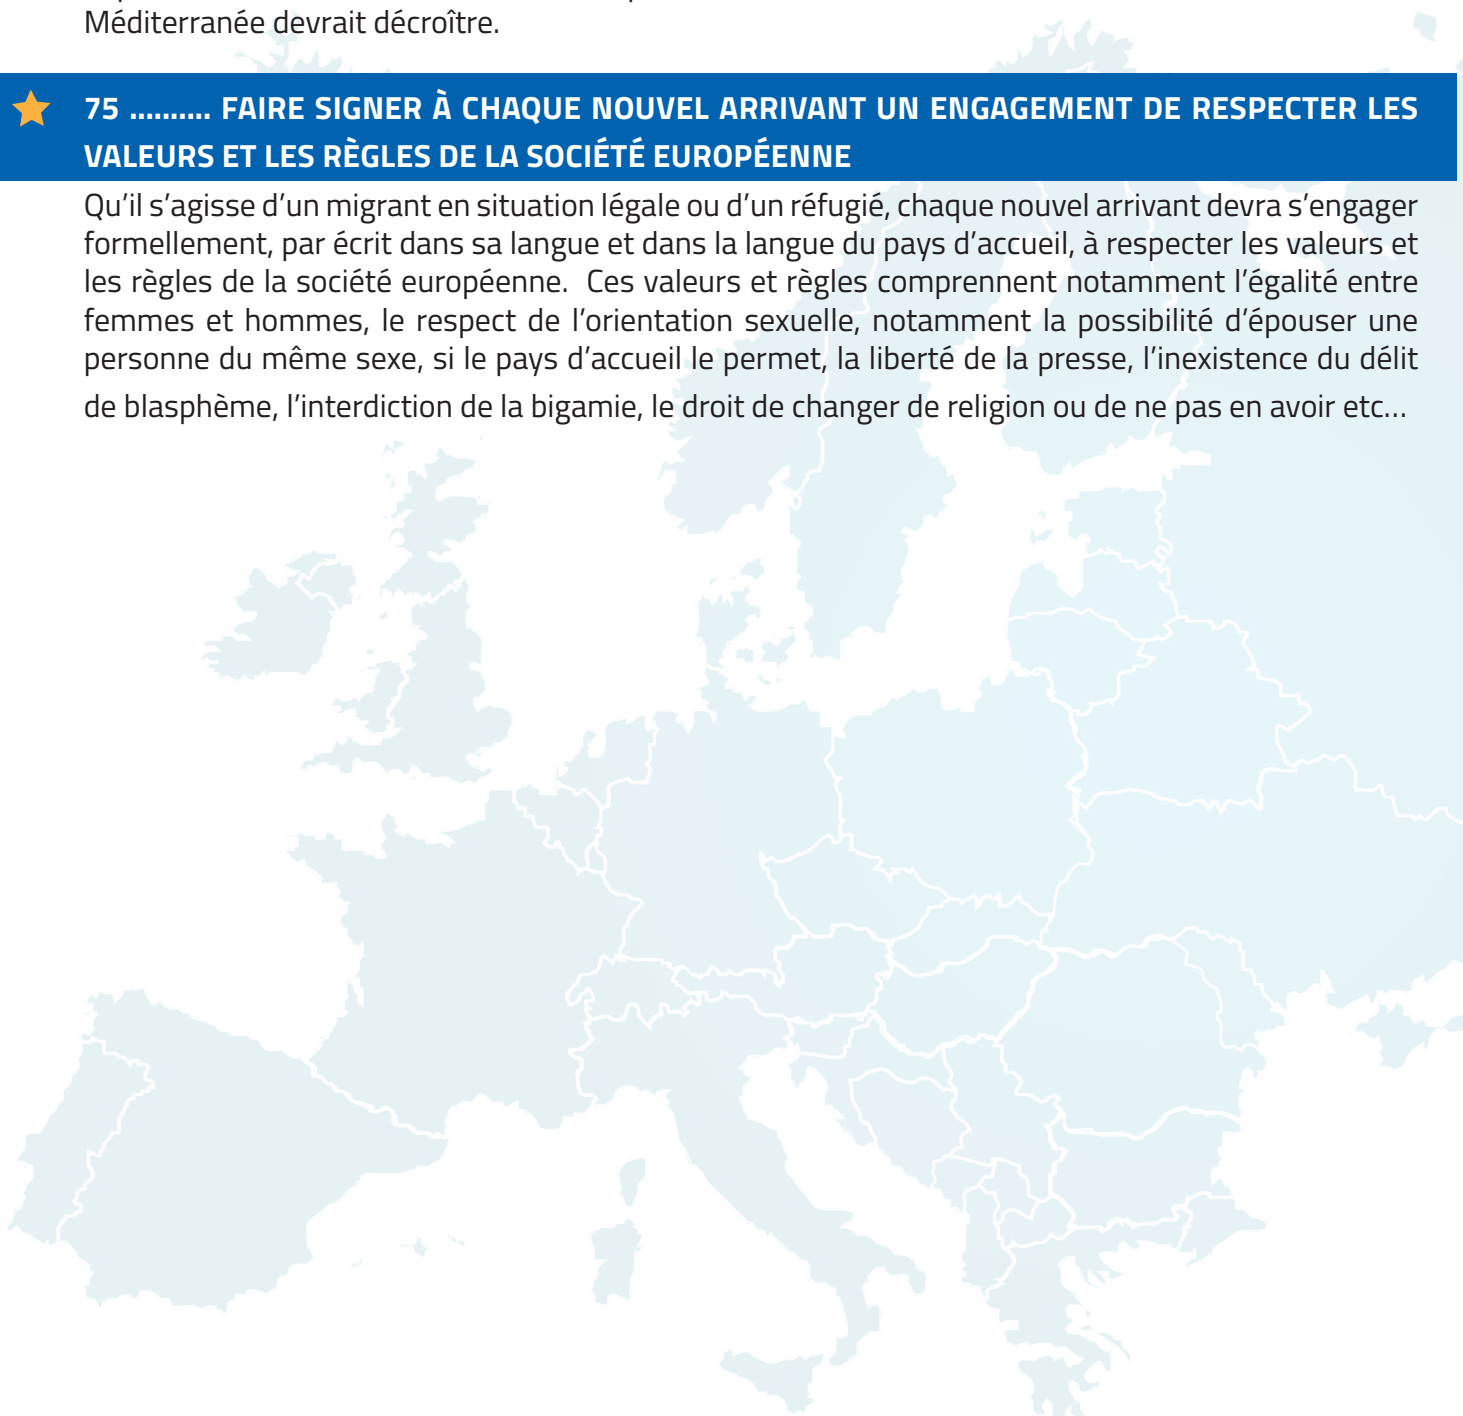 Méditerranée devrait décroître.
75 .......... FAIRE SIGNER À CHAQUE NOUVEL ARRIVANT UN ENGAGEMENT DE RESPECTER LES
VALEURS ET LES RÈGLES DE LA SOCIÉTÉ EUROPÉENNE
Qu’il s’agisse d’un migrant en situation légale ou d’un réfugié, chaque nouvel arrivant devra s’engager
formellement, par écrit dans sa langue et dans la langue du pays d’accueil, à respecter les valeurs et
les règles de la société européenne.  Ces valeurs et règles comprennent notamment l’égalité entre
femmes et hommes, le respect de l’orientation sexuelle, notamment la possibilité d’épouser une
personne du même sexe, si le pays d’accueil le permet, la liberté de la presse, l’inexistence du délit
de blasphème, l’interdiction de la bigamie, le droit de changer de religion ou de ne pas en avoir etc…